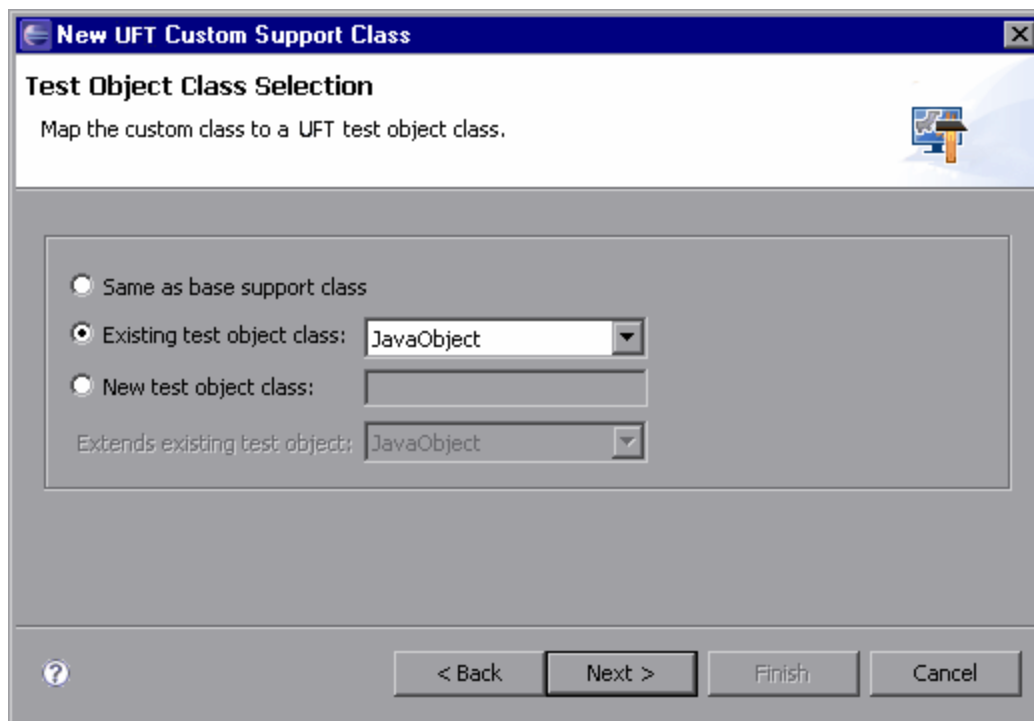 New UFT Custom Support Class
Test Object Class Selection
Map the custom class to a UFT test object class.
Same as base support class
Existing test object class: JavaObject
New test object class:
Extends existing test object: JavaObject
? < Back Next > Finish Cancel